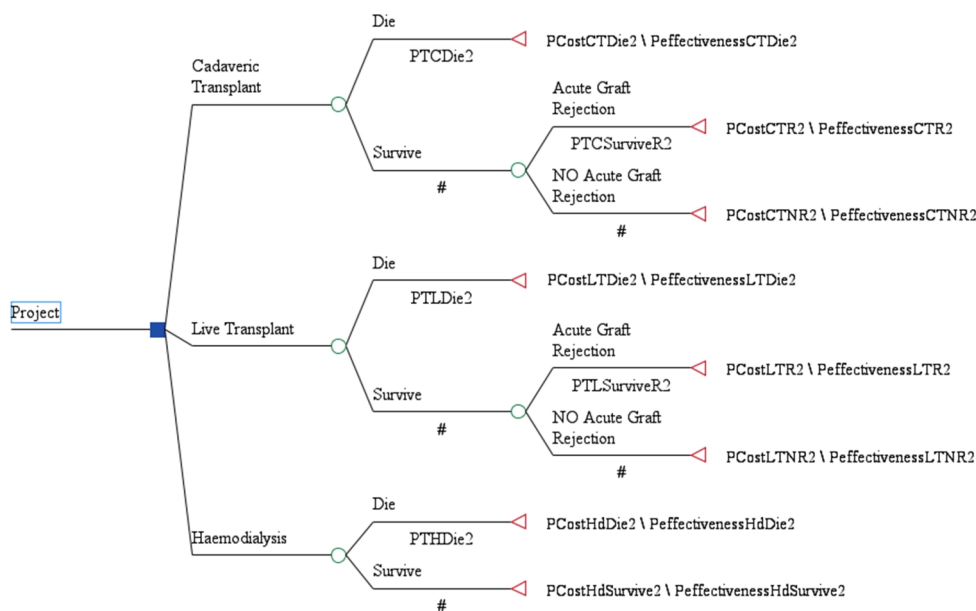 Die
PTCDie2
PCostCTDie2 \ PeffectivenessCTDie2
Cadaveric
Transplant
Acute Graft
Rejection
PTCSurviveR2
PCostCTR2 \ PeffectivenessCTR2
Survive
#
NO Acute Graft
Rejection
#
PCostCTNR2 \ PeffectivenessCTNR2
Project
Die
PTLDie2
PCostLTDie2 \ PeffectivenessLTDie2
Live Transplant
Acute Graft
Rejection
PTLSurviveR2
PCostLTR2 \ PeffectivenessLTR2
Survive
#
NO Acute Graft
Rejection
#
PCostLTNR2 \ PeffectivenessLTNR2
Die
PTHDie2
PCostHdDie2 \ PeffectivenessHdDie2
Haemodialysis
Survive
#
PCostHdSurvive2 \ PeffectivenessHdSurvive2